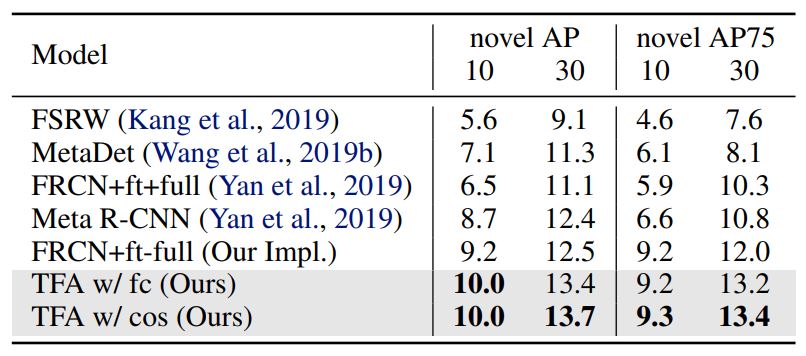 Model novel AP novel AP75
10 30 10 30
FSRW (Kang et al., 2019) 5.6 9.1 4.6 7.6
MetaDet (Wang et al., 2019b) 7.1 11.3 6.1 8.1
FRCN+ft+full (Yan et al., 2019) 6.5 11.1 5.9 10.3
Meta R-CNN (Yan et al., 2019) 8.7 12.4 6.6 10.8
FRCN+ft-full (Our Impl.) 9.2 12.5 9.2 12.0
TFA w/ fc (Ours) 10.0 13.4 9.2 13.2
TFA w/ cos (Ours) 10.0 13.7 9.3 13.4